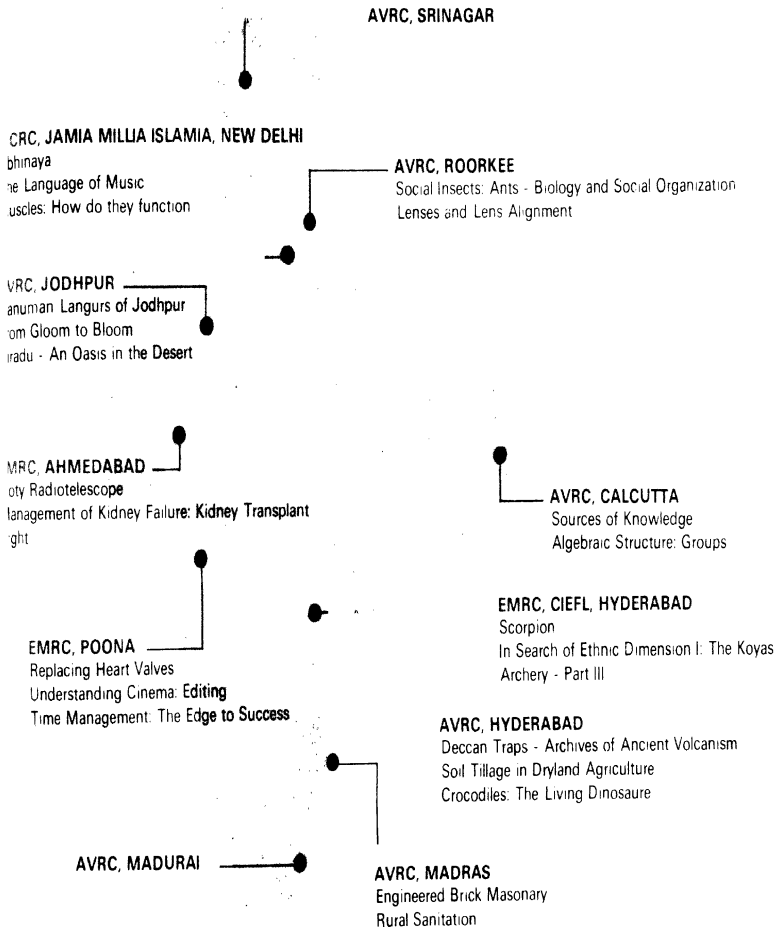 AVRC, SRINAGAR
CRC, JAMIA MILLIA ISLAMIA, NEW DELHI
bhinaya
he Language of Music
uscles: How do they function
AVRC, ROORKEE
Social Insects: Ants - Biology and Social Organization
Lenses and Lens Alignment
VRC, JODHPUR
anuman Langurs of Jodhpur
rom Gloom to Bloom
radu - An Oasis in the Desert
MRC, AHMEDABAD
oty Radiotelescope
lanagement of Kidney Failure: Kidney Transplant
ght
AVRC, CALCUTTA
Sources of Knowledge
Algebraic Structure: Groups
EMRC, POONA
Replacing Heart Valves
Understanding Cinema: Editing
Time Management: The Edge to Success
EMRC, CIEFL, HYDERABAD
Scorpion
In Search of Ethnic Dimension I: The Koyas
Archery - Part III
AVRC, HYDERABAD
Deccan Traps - Archives of Ancient Volcanism
Soil Tillage in Dryland Agriculture
Crocodiles: The Living Dinosaure
AVRC, MADURAI
AVRC, MADRAS
Engineered Brick Masonary
Rural Sanitation